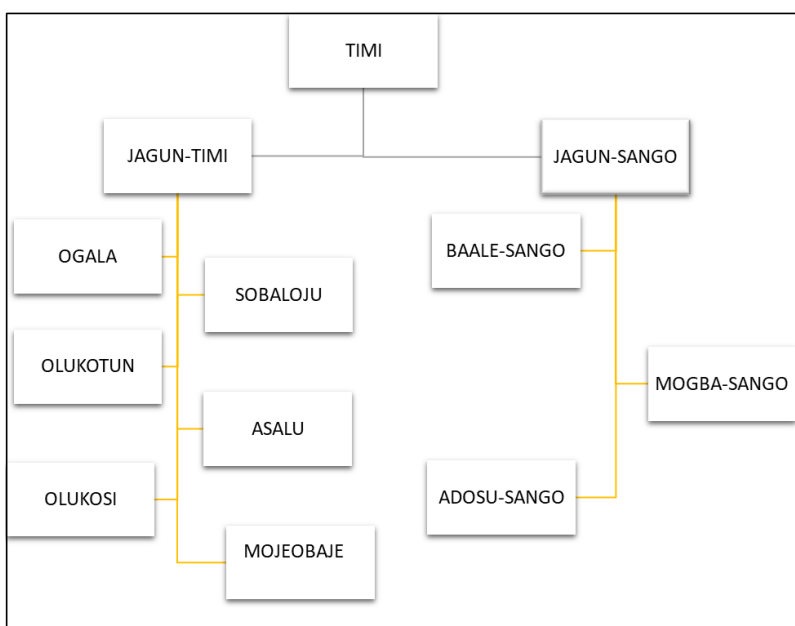 TIMI
JAGUN-TIMI
JAGUN-SANGO
OGALA
SOBALOJU
OLUKOTUN
ASALU
OLUKOSI
MOJEOBAJE
BAALE-SANGO
MOGBA-SANGO
ADOSU-SANGO